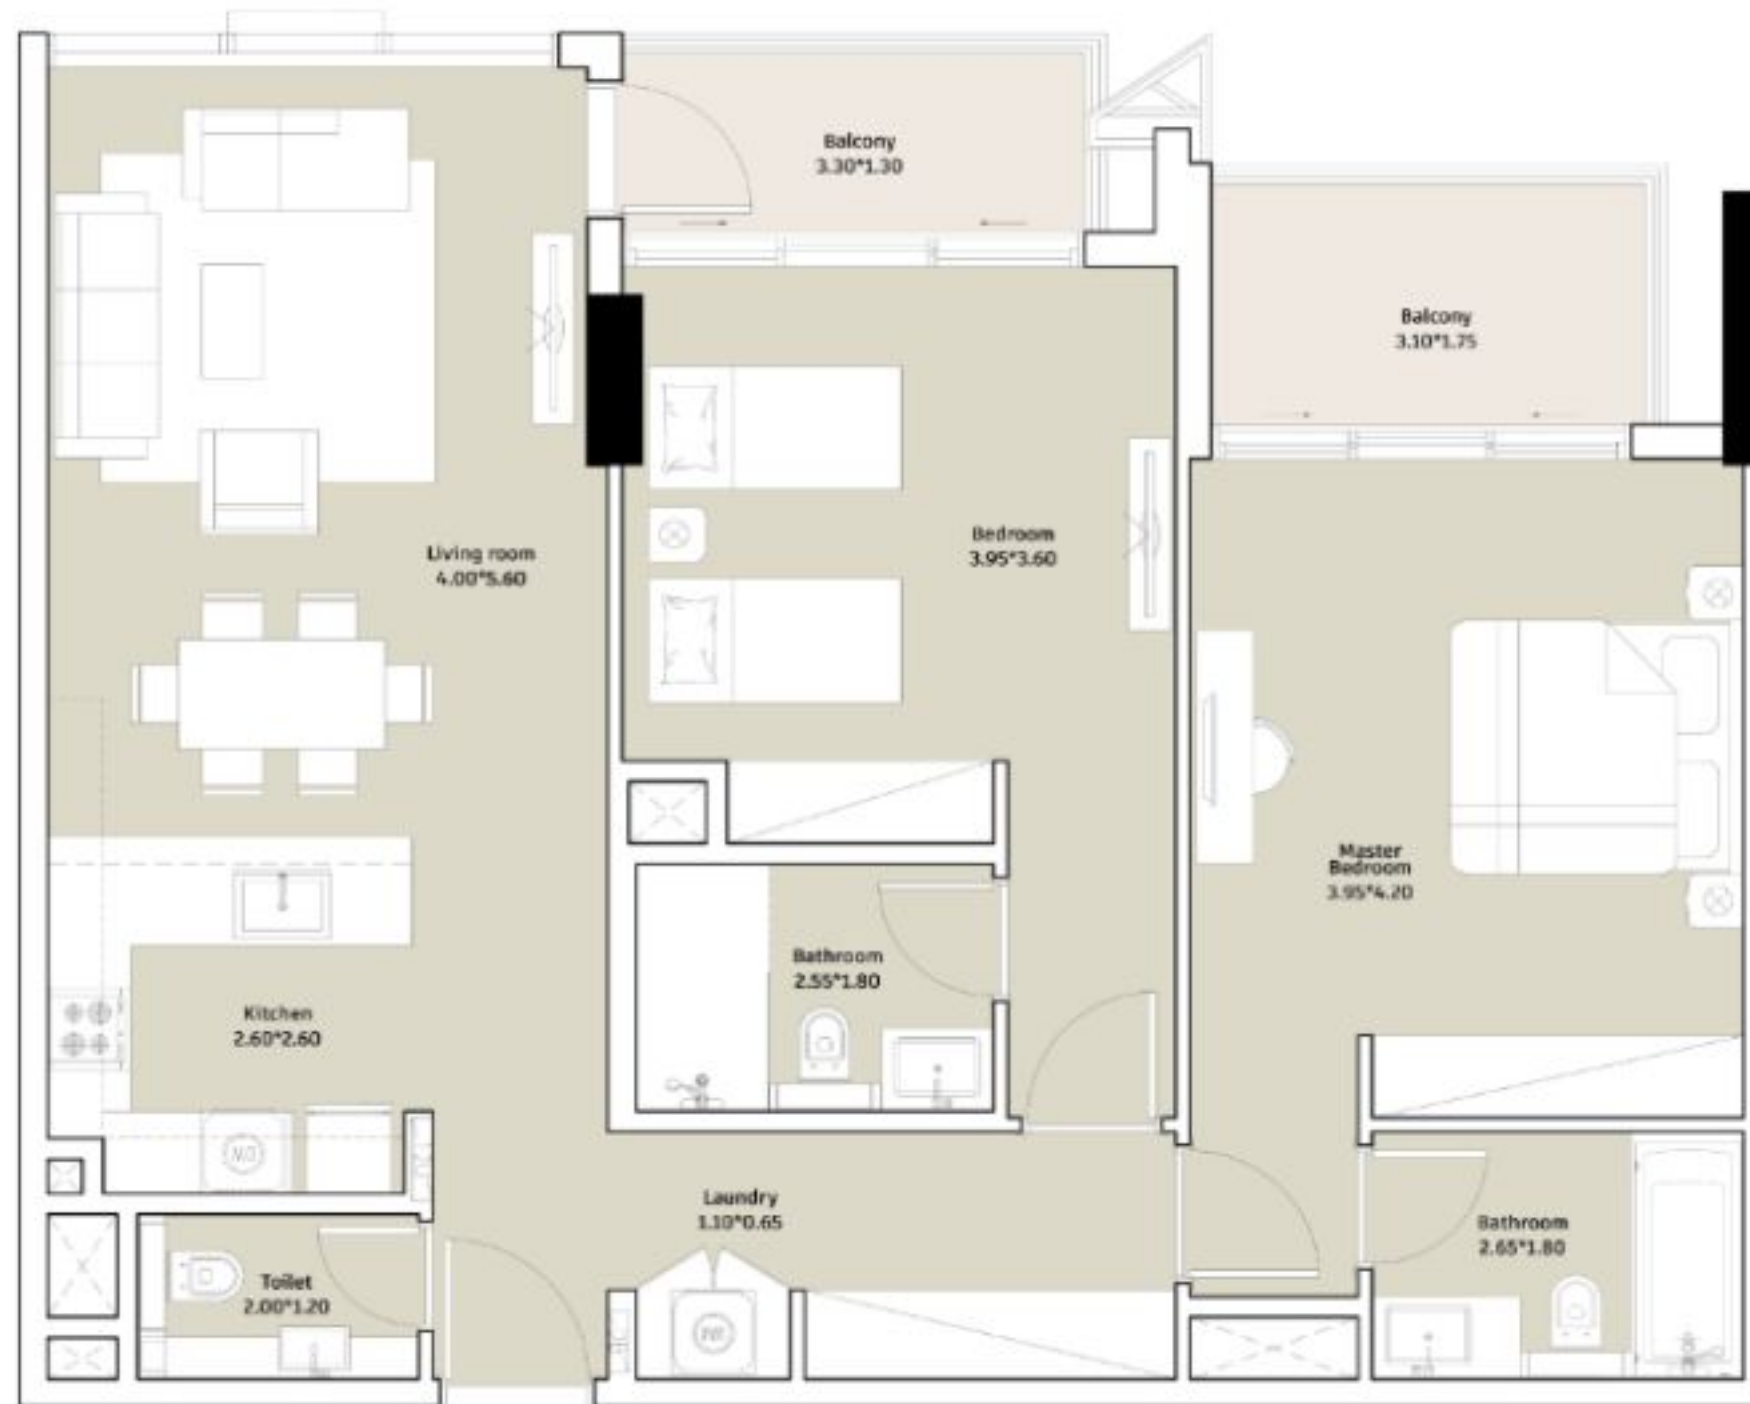 Balcony
3.30*1.30
Balcony
3.10*1.75
Bedroom
3.95*3.60
Living room
4.00*5.60
Master
Bedroom
3.95*4.20
Bathroom
2.55*1.80
Kitchen
2.60*2.60
Laundry
1.10*0.65
Bathroom
2.65*1.80
Toilet
2.00*1.20